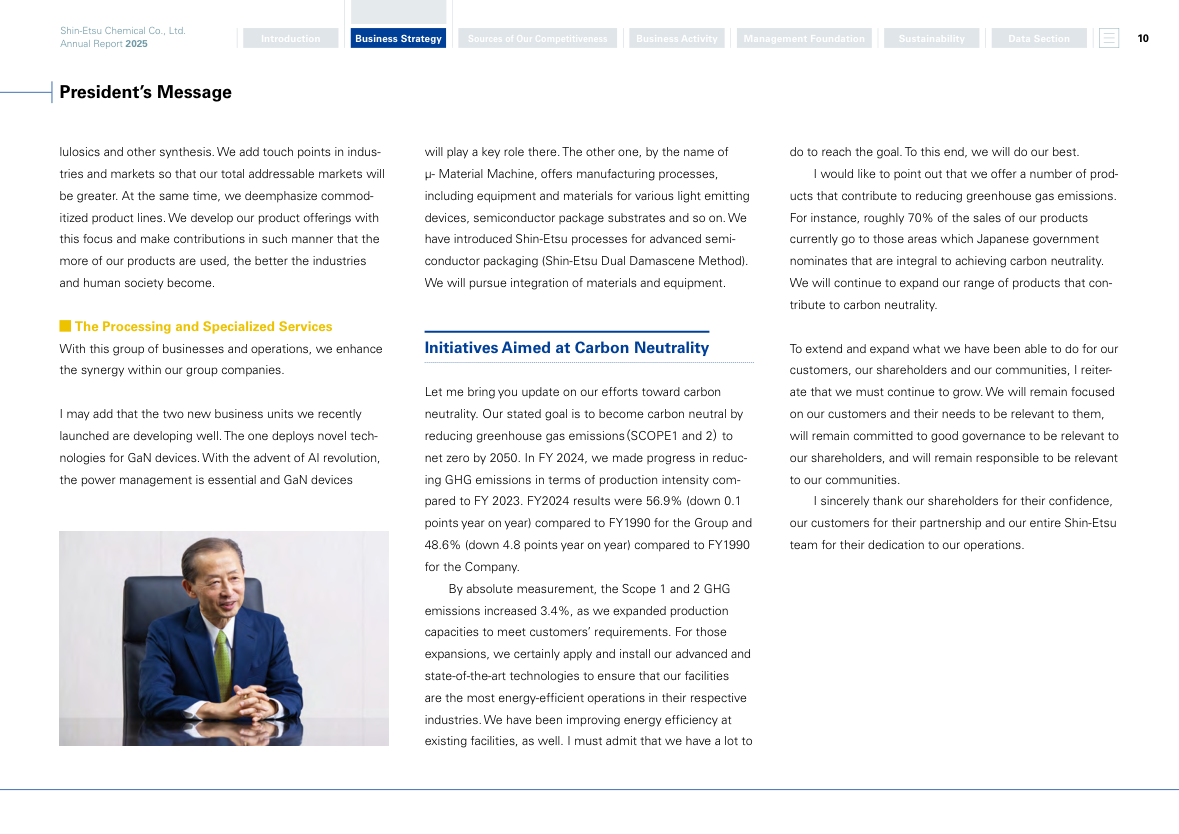 Shin-Etsu Chemical Co., Ltd.
Annual Report 2025
Introduction
Business Strategy
Sources of Our Competitiveness
Business Activity
Management Foundation
Sustainability
Data Section
10
President's Message
lulosics and other synthesis. We add touch points in indus-
tries and markets so that our total addressable markets will
be greater. At the same time, we deemphasize commod-
itized product lines. We develop our product offerings with
this focus and make contributions in such manner that the
more of our products are used, the better the industries
and human society become.
The Processing and Specialized Services
With this group of businesses and operations, we enhance
the synergy within our group companies.
I may add that the two new business units we recently
launched are developing well. The one deploys novel tech-
nologies for GaN devices. With the advent of AI revolution,
the power management is essential and GaN devices
will play a key role there. The other one, by the name of
μ- Material Machine, offers manufacturing processes,
including equipment and materials for various light emitting
devices, semiconductor package substrates and so on. We
have introduced Shin-Etsu processes for advanced semi-
conductor packaging (Shin-Etsu Dual Damascene Method).
We will pursue integration of materials and equipment.
Initiatives Aimed at Carbon Neutrality
Let me bring you update on our efforts toward carbon
neutrality. Our stated goal is to become carbon neutral by
reducing greenhouse gas emissions (SCOPE1 and 2) to
net zero by 2050. In FY 2024, we made progress in reduc-
ing GHG emissions in terms of production intensity com-
pared to FY 2023. FY2024 results were 56.9% (down 0.1
points year on year) compared to FY1990 for the Group and
48.6% (down 4.8 points year on year) compared to FY1990
for the Company.
By absolute measurement, the Scope 1 and 2 GHG
emissions increased 3.4%, as we expanded production
capacities to meet customers' requirements. For those
expansions, we certainly apply and install our advanced and
state-of-the-art technologies to ensure that our facilities
are the most energy-efficient operations in their respective
industries. We have been improving energy efficiency at
existing facilities, as well. I must admit that we have a lot to
do to reach the goal. To this end, we will do our best.
I would like to point out that we offer a number of prod-
ucts that contribute to reducing greenhouse gas emissions.
For instance, roughly 70% of the sales of our products
currently go to those areas which Japanese government
nominates that are integral to achieving carbon neutrality.
We will continue to expand our range of products that con-
tribute to carbon neutrality.
To extend and expand what we have been able to do for our
customers, our shareholders and our communities, I reiter-
ate that we must continue to grow. We will remain focused
on our customers and their needs to be relevant to them,
will remain committed to good governance to be relevant to
our shareholders, and will remain responsible to be relevant
to our communities.
I sincerely thank our shareholders for their confidence,
our customers for their partnership and our entire Shin-Etsu
team for their dedication to our operations.